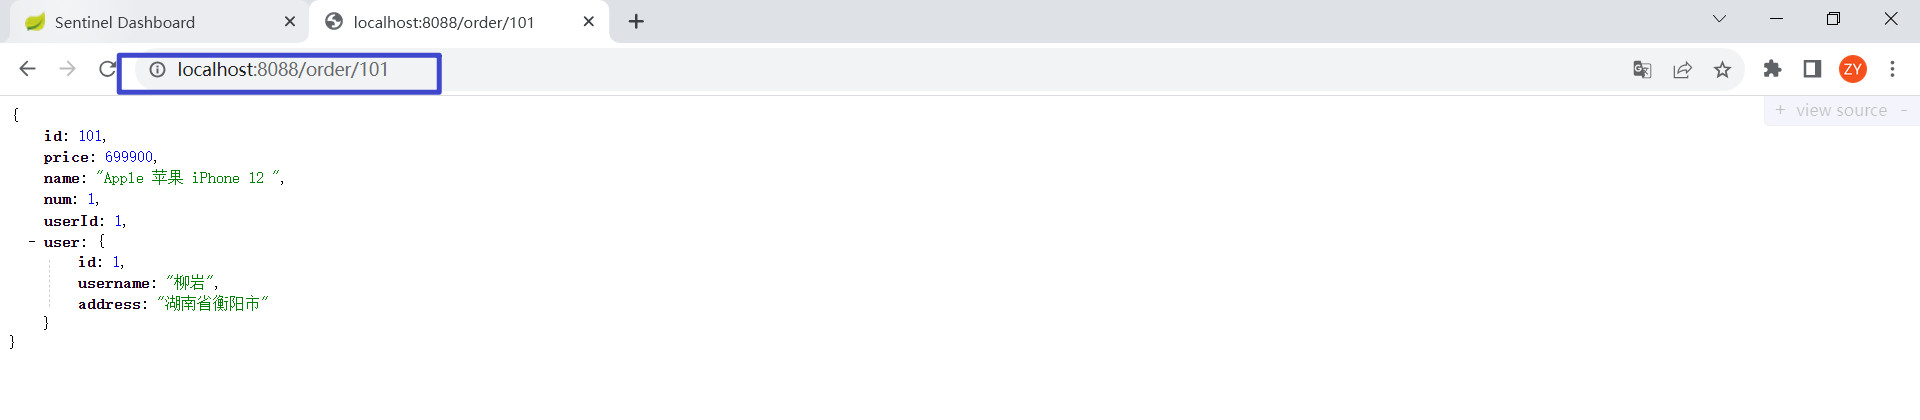 Sentinel Dashboard
localhost:8088/order/101
localhost:8088/order/101
ZY
+ view source -
{
id: 101,
price: 699900,
name: "Apple 苹果 iPhone 12 ",
num: 1,
userId: 1,
- user: {
id: 1,
username: "柳岩",
address: "湖南省衡阳市"
}
}